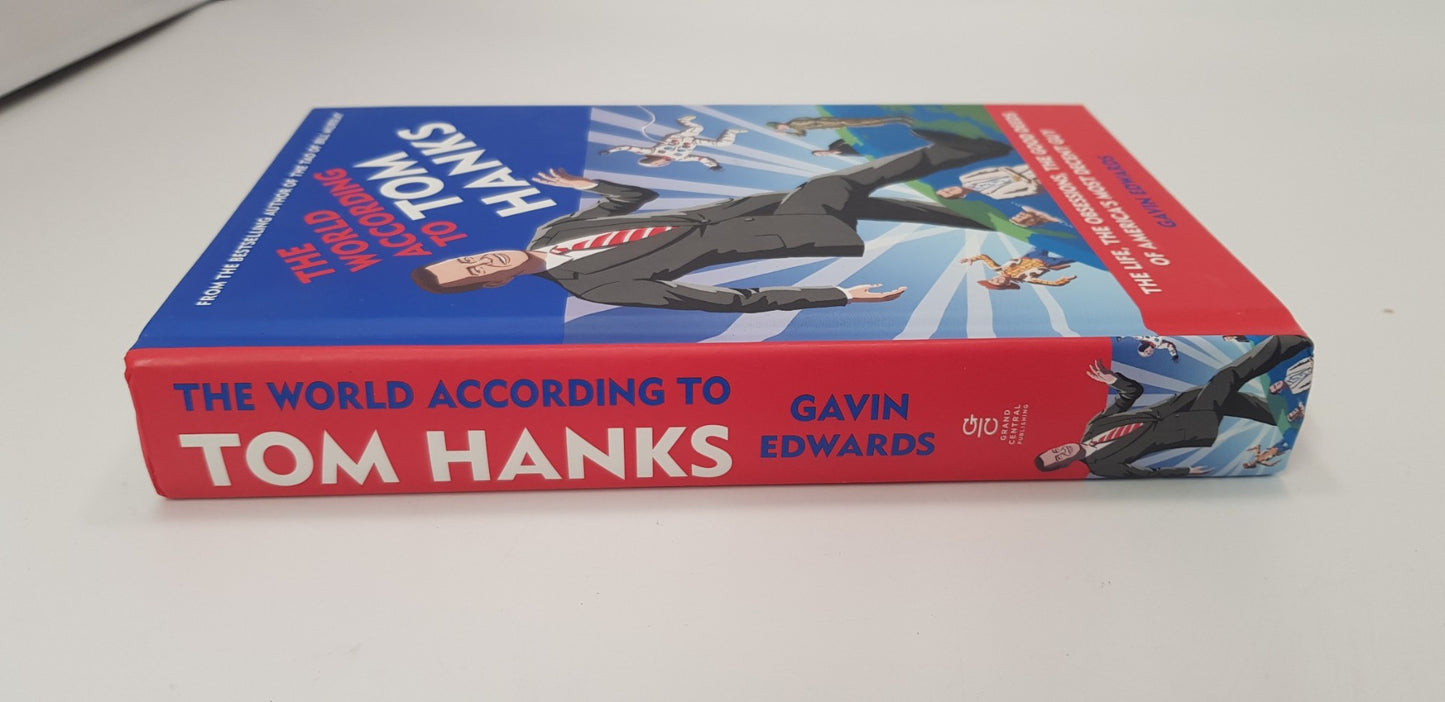 FROM THE BESTSELLING AUTHOR OF THE TAO OF BILL MURRAY
THE
WORLD
ACCORDING
TO TOM
HANKS
THE LIFE, THE OBSESSIONS, THE GOOD DEEDS
OF AMERICA'S MOST DECENT GUY
GAVIN EDWARDS
THE WORLD ACCORDING TO
TOM HANKS
GAVIN
EDWARDS
GC
GRAND
CENTRAL
PUBLISHING